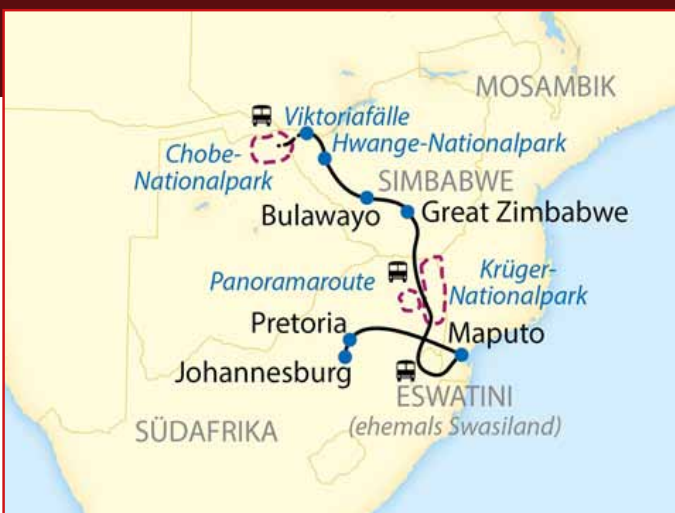 MOSAMBIK
Viktoriafälle
Hwange-Nationalpark
Chobe-
Nationalpark
SIMBABWE
Bulawayo
Great Zimbabwe
Panoramaroute
Krüger-
Nationalpark
Pretoria
Maputo
Johannesburg
ESWATINI
(ehemals Swasiland)
SÜDAFRIKA